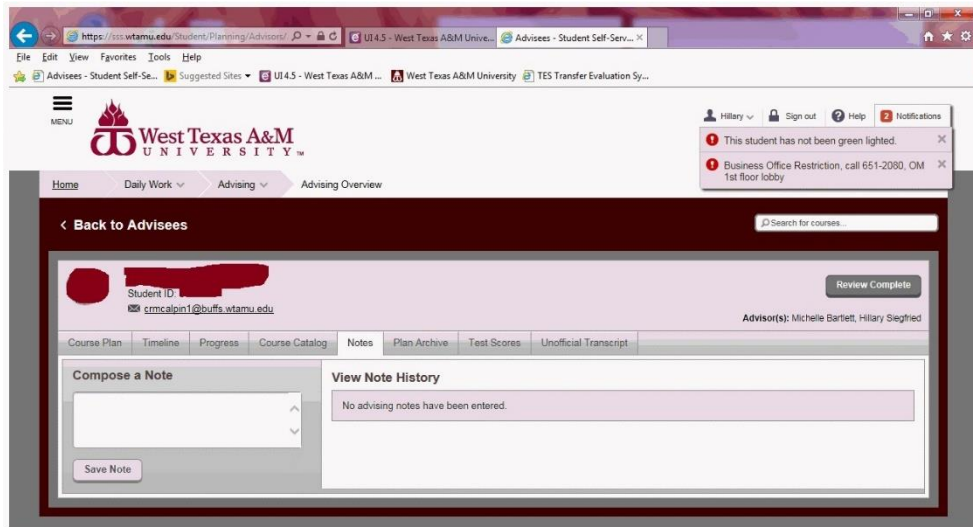 https://sss.wtamu.edu/Student/Planning/Advisors/
UI 4.5 - West Texas A&M Unive...
Advisees - Student Self-Serv...
File Edit View Favorites Tools Help
Advisees - Student Self-Se... Suggested Sites UI 4.5 - West Texas A&M ... West Texas A&M University TES Transfer Evaluation Sy...
MENU
West Texas A&M
UNIVERSITY™
Hillary Sign out Help 2 Notifications
This student has not been green lighted.
Business Office Restriction, call 651-2080, OM
1st floor lobby
Home Daily Work Advising Advising Overview
< Back to Advisees
Search for courses...
Student ID:
crmcalpin1@buffs.wtamu.edu
Review Complete
Advisor(s): Michelle Bartlett, Hillary Siegfried
Course Plan Timeline Progress Course Catalog Notes Plan Archive Test Scores Unofficial Transcript
Compose a Note
View Note History
No advising notes have been entered.
Save Note